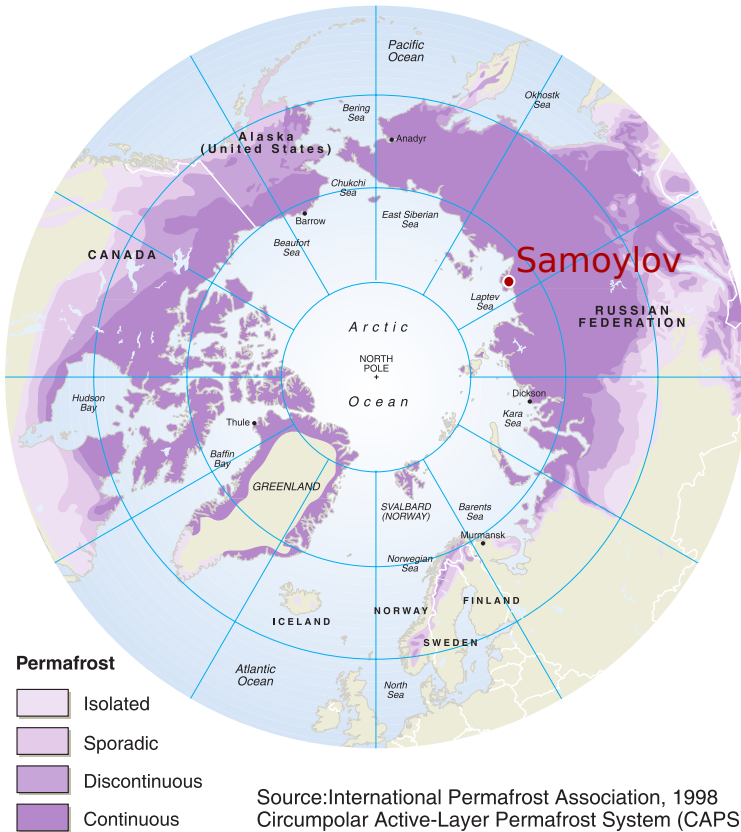 Pacific
Ocean
Okhostk
Sea
Bering
Sea
Alaska
(United States)
Anadyr
Chukchi
Sea
East Siberian
Sea
Barrow
Beaufort
Sea
CANADA
Samoylov
Laptev
Sea
RUSSIAN
FEDERATION
Arctic
NORTH
POLE
+
Ocean
Dickson
Kara
Sea
Hudson
Bay
Thule
Baffin
Bay
GREENLAND
SVALBARD
(NORWAY)
Barents
Sea
Murmansk
Norwegian
Sea
FINLAND
NORWAY
ICELAND
SWEDEN
Atlantic
Ocean
North
Sea
Permafrost
Isolated
Sporadic
Discontinuous
Continuous
Source:International Permafrost Association, 1998
Circumpolar Active-Layer Permafrost System (CAPS